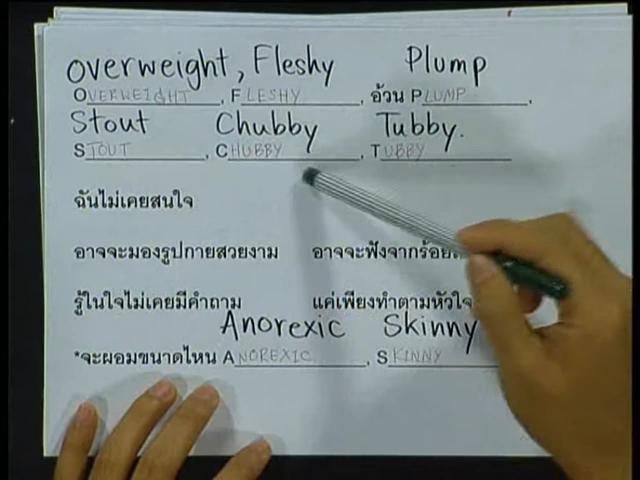 overweight, Fleshy Plump
OVERWEIGHT, FLESHY, อ้วน PLUMP,
Stout Chubby Tubby.
STOUT, CHUBBY, TUBBY
ฉันไม่เคยสนใจ
อาจจะมองรูปกายสวยงาม อาจจะฟังจากร้อย
รู้ในใจไม่เคยมีคำถาม แค่เพียงทำตามหัวใจ
Anorexic Skinny
*จะผอมขนาดไหน ANOREXIC, SKINNY